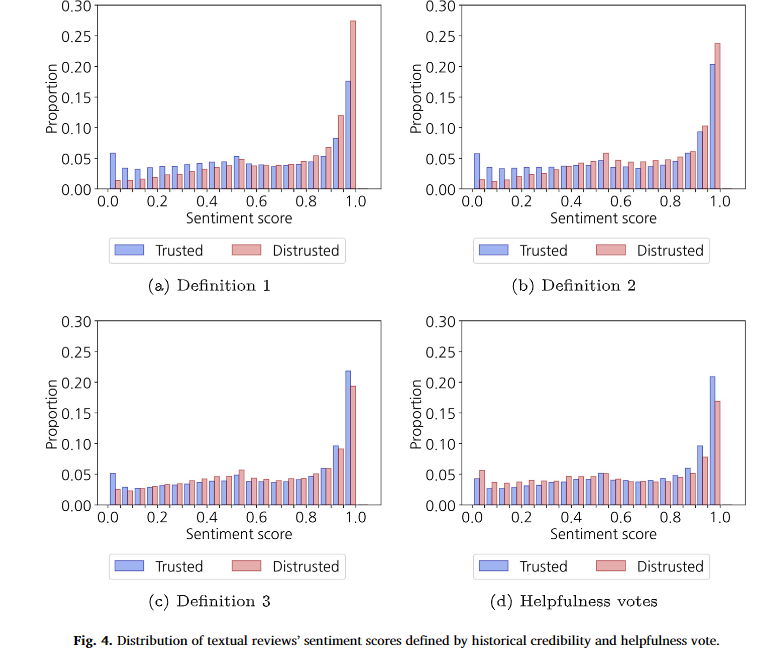 0.30
0.25
0.20
0.15
0.10
0.05
0.00
Proportion
0.0 0.2 0.4 0.6 0.8 1.0
Sentiment score
Trusted Distrusted
(a) Definition 1
0.30
0.25
0.20
0.15
0.10
0.05
0.00
Proportion
0.0 0.2 0.4 0.6 0.8 1.0
Sentiment score
Trusted Distrusted
(b) Definition 2
0.30
0.25
0.20
0.15
0.10
0.05
0.00
Proportion
0.0 0.2 0.4 0.6 0.8 1.0
Sentiment score
Trusted Distrusted
(c) Definition 3
0.30
0.25
0.20
0.15
0.10
0.05
0.00
Proportion
0.0 0.2 0.4 0.6 0.8 1.0
Sentiment score
Trusted Distrusted
(d) Helpfulness votes
Fig. 4. Distribution of textual reviews' sentiment scores defined by historical credibility and helpfulness vote.